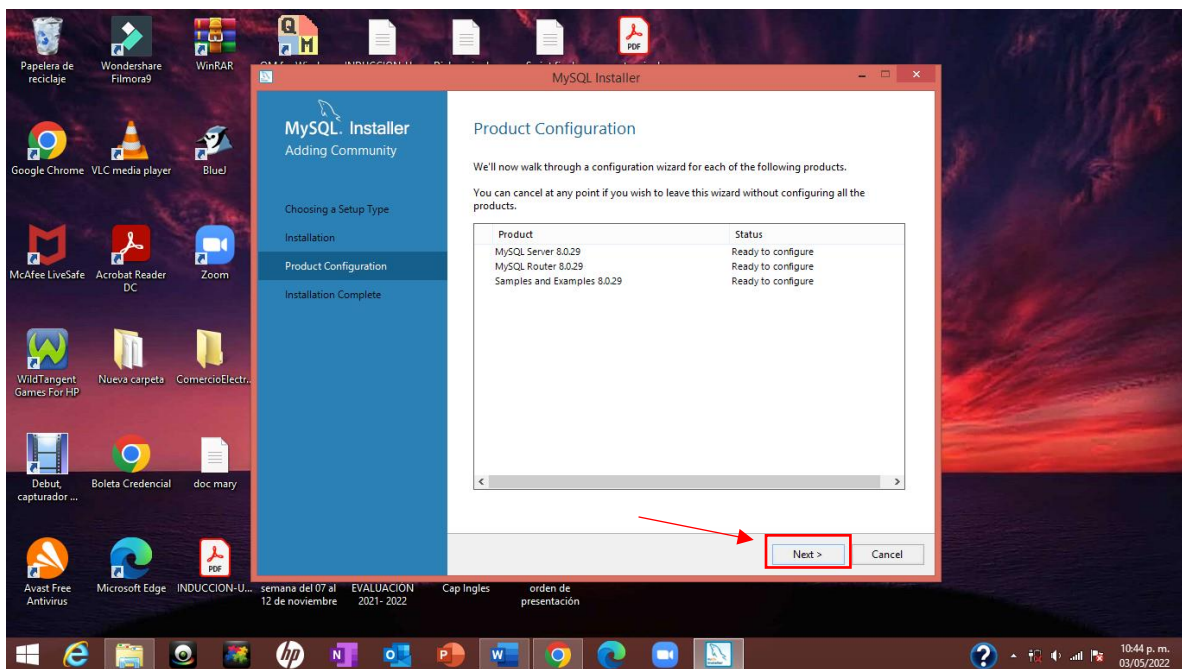 Papelera de
reciclaje
Wondershare
Filmora9
WinRAR
PDF
MySQL Installer
Google Chrome
VLC media player
BlueJ
McAfee LiveSafe
Acrobat Reader
DC
Zoom
WildTangent
Games For HP
Nueva carpeta
ComercioElectr...
Debut,
capturador ...
Boleta Credencial
doc mary
Avast Free
Antivirus
Microsoft Edge
PDF
INDUCCION-U...
semana del 07 al
12 de noviembre
EVALUACION
2021- 2022
Cap Ingles
orden de
presentación
MySQL. Installer
Adding Community
Choosing a Setup Type
Installation
Product Configuration
Installation Complete
Product Configuration
We'll now walk through a configuration wizard for each of the following products.
You can cancel at any point if you wish to leave this wizard without configuring all the
products.
Product Status
MySQL Server 8.0.29 Ready to configure
MySQL Router 8.0.29 Ready to configure
Samples and Examples 8.0.29 Ready to configure
Next > Cancel
10:44 p. m.
03/05/2022